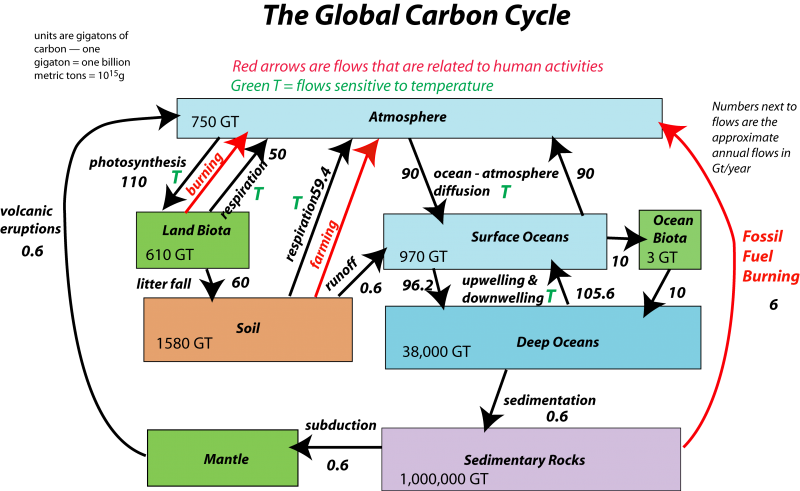 The Global Carbon Cycle
units are gigatons of
carbon — one
gigaton = one billion
metric tons = 10¹⁵g
Red arrows are flows that are related to human activities
Green T = flows sensitive to temperature
750 GT
Atmosphere
Numbers next to
flows are the
approximate
annual flows in
Gt/year
photosynthesis
110
T
burning
respiration
50
T
T
respiration
59.4
farming
90
ocean - atmosphere
diffusion T
90
volcanic
eruptions
0.6
Land Biota
610 GT
Surface Oceans
970 GT
10
Ocean
Biota
3 GT
Fossil
Fuel
Burning
6
litter fall
60
runoff
0.6
96.2
upwelling &
downwelling T
105.6
10
Soil
1580 GT
Deep Oceans
38,000 GT
sedimentation
0.6
subduction
0.6
Mantle
Sedimentary Rocks
1,000,000 GT